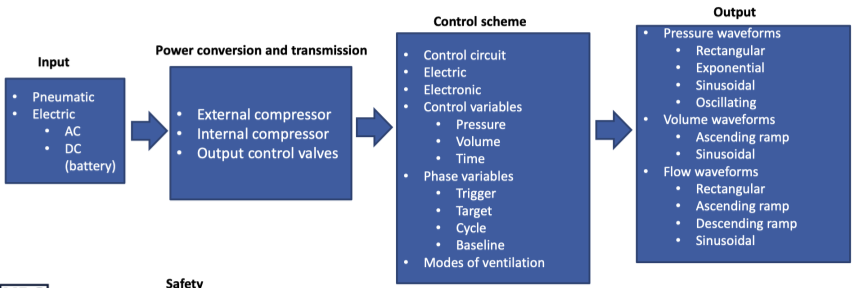 Input
• Pneumatic
• Electric
• AC
• DC
(battery)
Power conversion and transmission
• External compressor
• Internal compressor
• Output control valves
Control scheme
• Control circuit
• Electric
• Electronic
• Control variables
• Pressure
• Volume
• Time
• Phase variables
• Trigger
• Target
• Cycle
• Baseline
• Modes of ventilation
Output
• Pressure waveforms
• Rectangular
• Exponential
• Sinusoidal
• Oscillating
• Volume waveforms
• Ascending ramp
• Sinusoidal
• Flow waveforms
• Rectangular
• Ascending ramp
• Descending ramp
• Sinusoidal
Safety